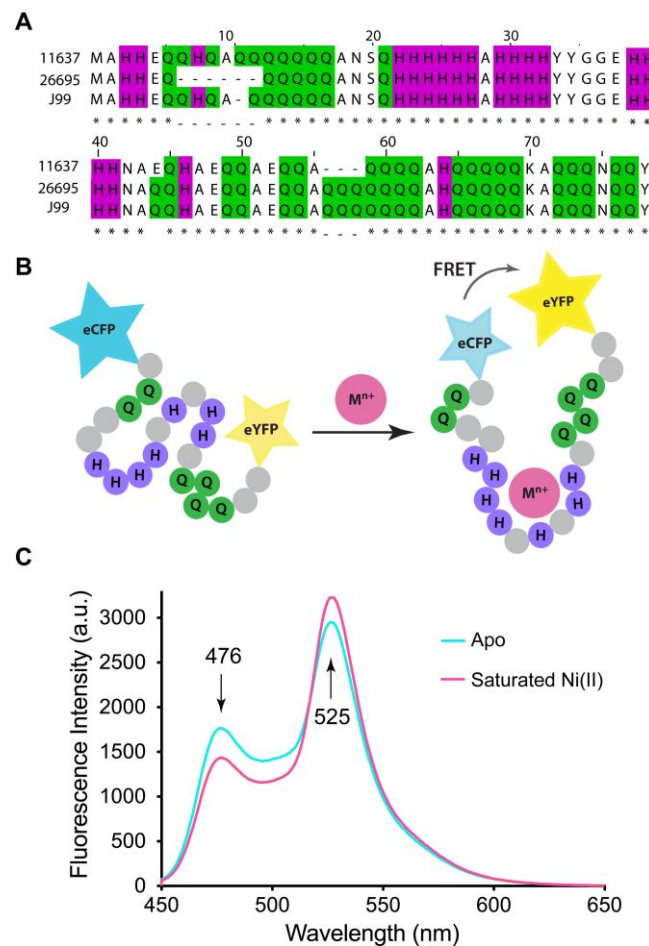 A
10 20 30
11637 M A H H E Q Q H Q A Q Q Q Q Q Q Q A N S Q H H H H H H A H H H H Y Y G G E H H
26695 M A H H E Q - - - - - - Q Q Q Q Q A N S Q H H H H H H A H H H H Y Y G G E H H
J99 M A H H E Q Q H Q A - Q Q Q Q Q Q A N S Q H H H H H H A H H H H Y Y G G E H H
* * * * * * - - - - - - * * * * * * * * * * * * * * * * * * * * * * * * * * *
40 50 60 70
11637 H H N A E Q H A E Q Q A E Q Q A - - - Q Q Q Q A H Q Q Q Q Q K A Q Q Q N Q Q Y
26695 H H N A Q Q H A E Q Q A E Q Q A Q Q Q Q Q Q Q A H Q Q Q Q Q K A Q Q Q N Q Q Y
J99 H H N A Q Q H A E Q Q A E Q Q A Q Q Q Q Q Q Q A H Q Q Q Q Q K A Q Q Q N Q Q Y
* * * * * * * * * * * * * * * - - - * * * * * * * * * * * * * * * * * * * *
B
eCFP
Q Q
H H H H H H H
Q Q Q Q
eYFP
Mⁿ⁺
FRET
eCFP
eYFP
Q Q
Q Q Q Q
H H H H H H H
Mⁿ⁺
C
Fluorescence Intensity (a.u.)
3000
2500
2000
1500
1000
500
0
476
525
Apo
Saturated Ni(II)
450 500 550 600 650
Wavelength (nm)